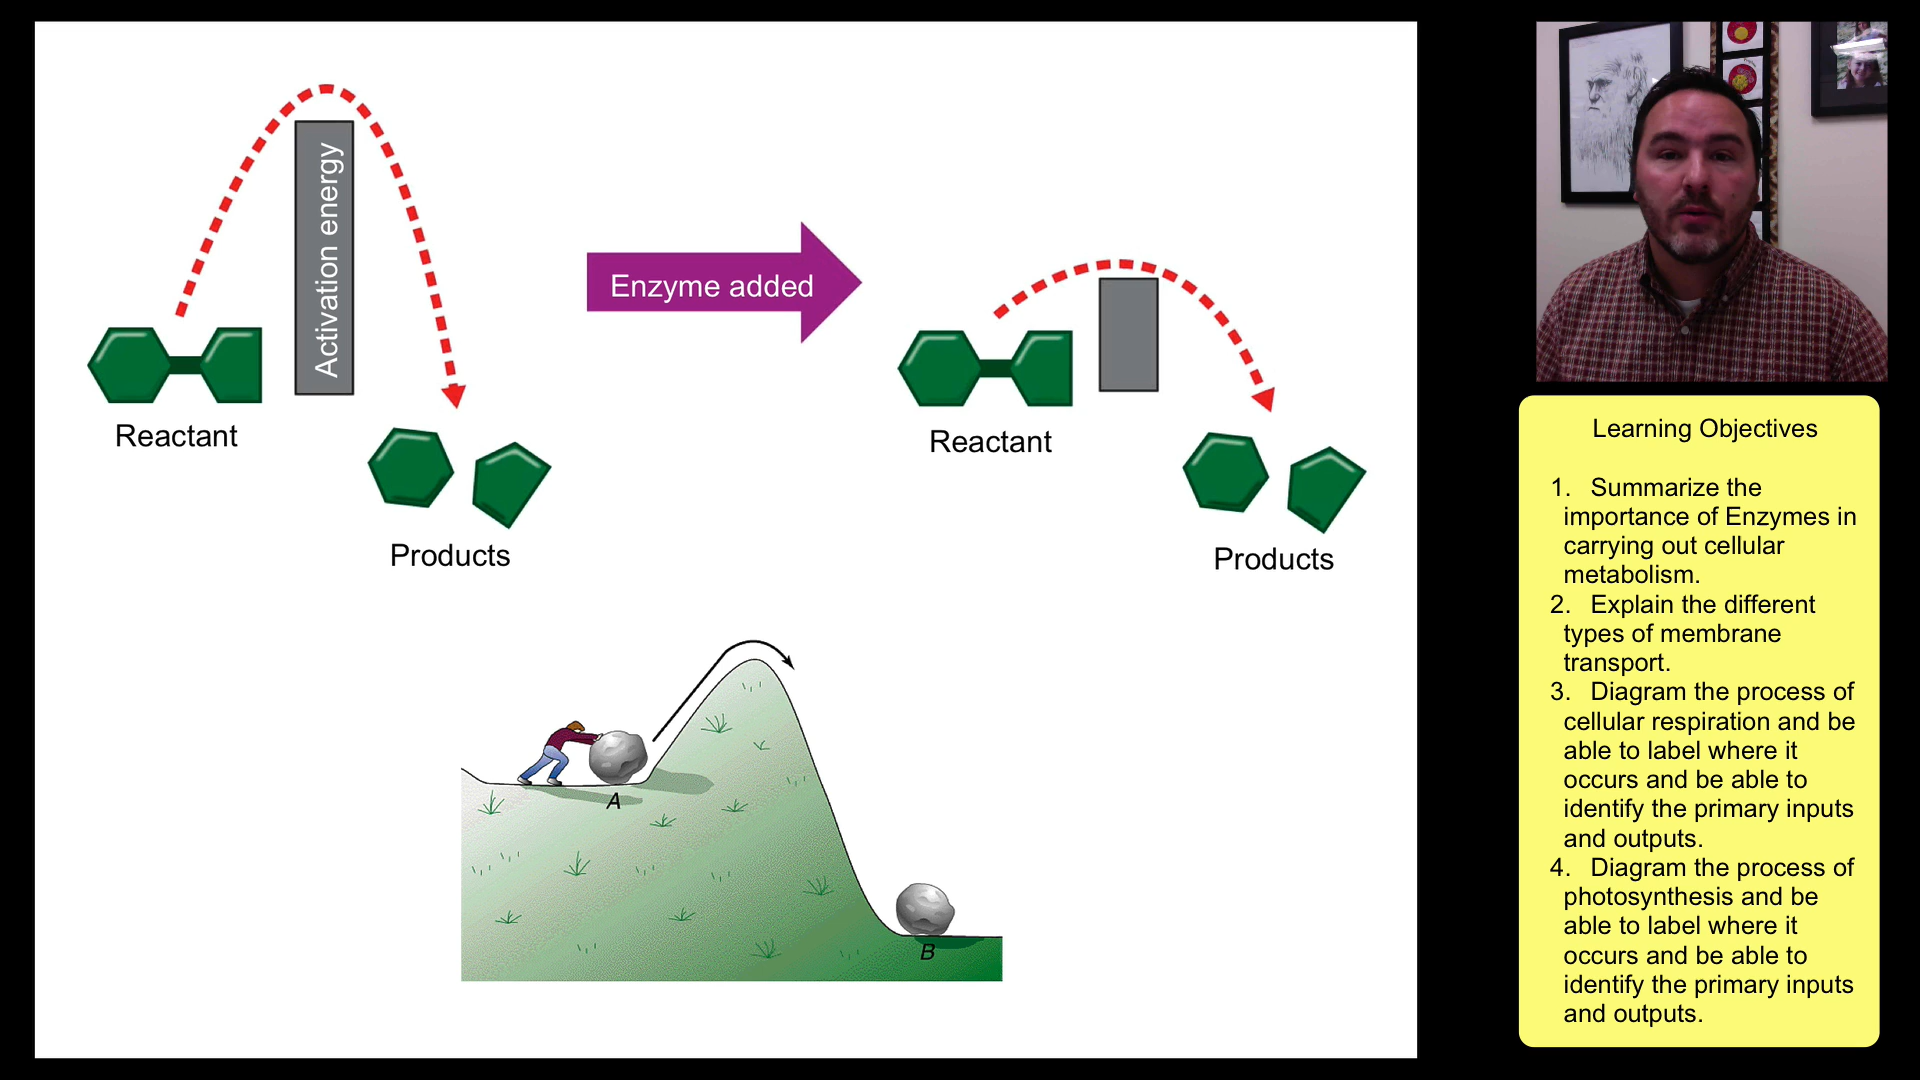 Activation energy
Enzyme added
Reactant
Products
Reactant
Products
A
B
Learning Objectives
1. Summarize the
importance of Enzymes in
carrying out cellular
metabolism.
2. Explain the different
types of membrane
transport.
3. Diagram the process of
cellular respiration and be
able to label where it
occurs and be able to
identify the primary inputs
and outputs.
4. Diagram the process of
photosynthesis and be
able to label where it
occurs and be able to
identify the primary inputs
and outputs.